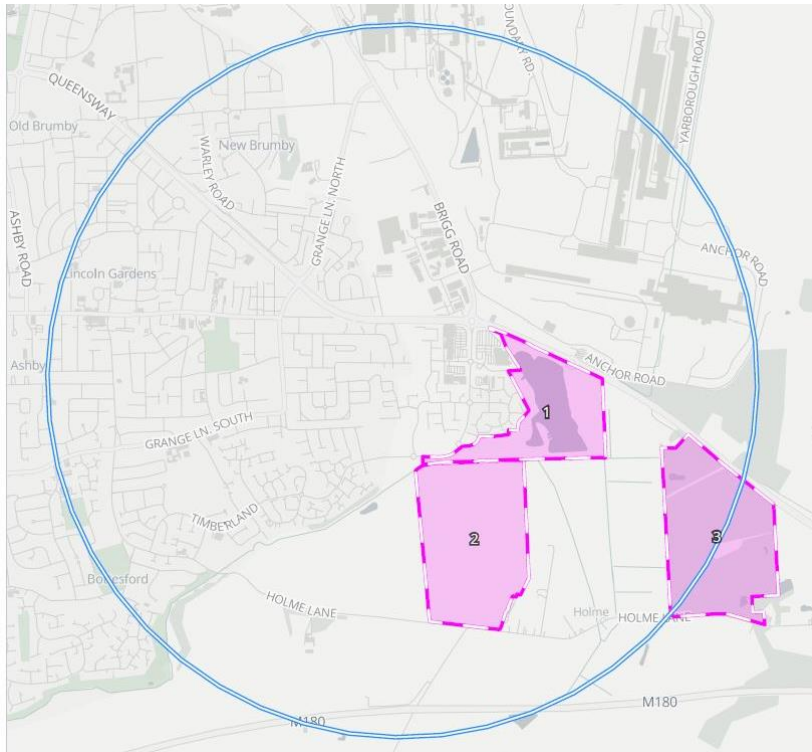 UNDARY RD.
YARBOROUGH ROAD
QUEENSWAY
Old Brumby
New Brumby
WARLEY ROAD
GRANGE LN. NORTH
ASHBY ROAD
BRIGG ROAD
ANCHOR ROAD
Lincoln Gardens
Ashby
ANCHOR ROAD
1
GRANGE LN. SOUTH
TIMBERLAND
2
3
Bottesford
HOLME LANE
Holme
HOLME LANE
M180
M180